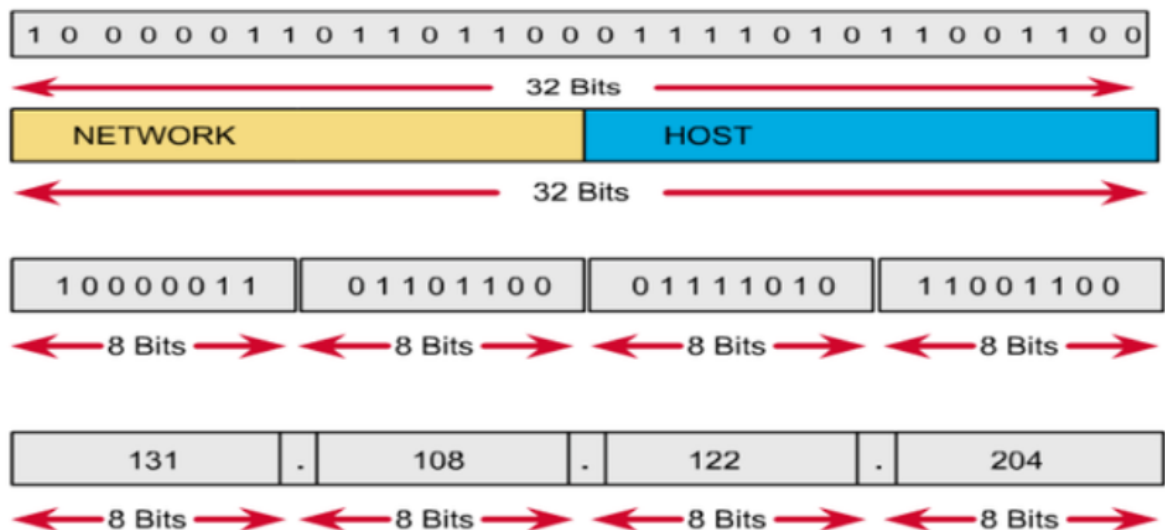 1 0 0 0 0 0 1 1 0 1 1 0 1 1 0 0 0 1 1 1 1 0 1 0 1 1 0 0 1 1 0 0
32 Bits
NETWORK HOST
32 Bits
1 0 0 0 0 0 1 1 0 1 1 0 1 1 0 0 0 1 1 1 1 0 1 0 1 1 0 0 1 1 0 0
8 Bits 8 Bits 8 Bits 8 Bits
131 . 108 . 122 . 204
8 Bits 8 Bits 8 Bits 8 Bits